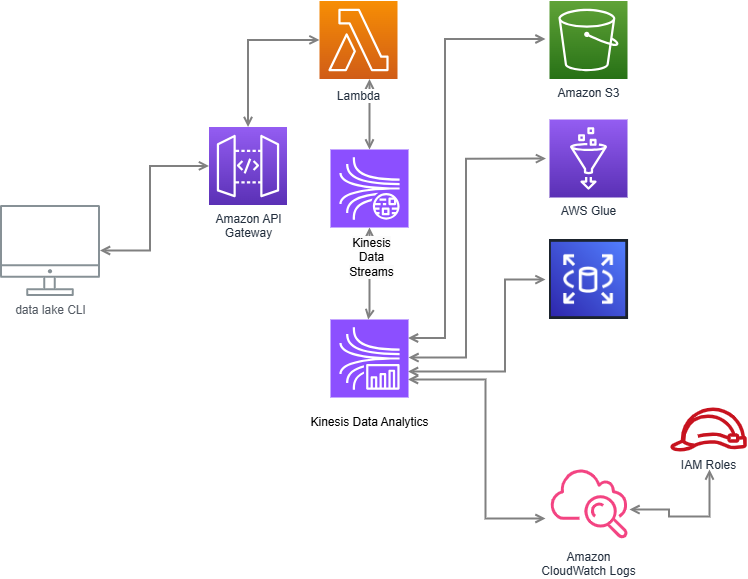 Lambda
Amazon S3
Amazon API
Gateway
AWS Glue
Kinesis
Data
Streams
data lake CLI
Kinesis Data Analytics
IAM Roles
Amazon
CloudWatch Logs